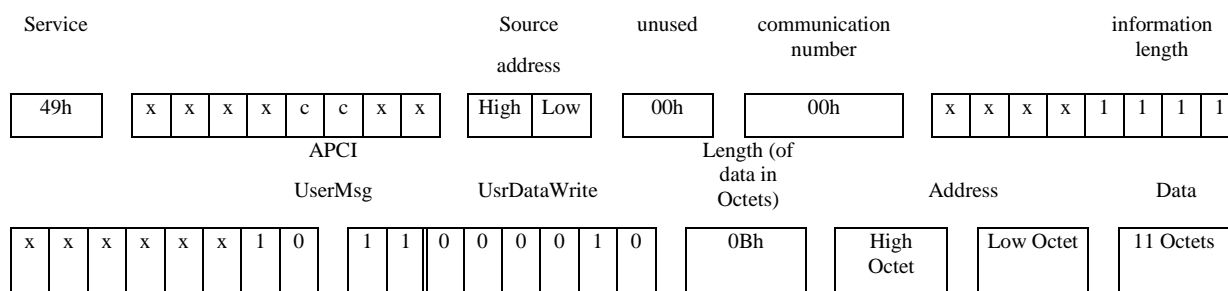 Service Source unused communication information
number length
address
49h x x x x c c x x High Low 00h 00h x x x x 1 1 1 1
APCI Length (of
data in
UserMsg UsrDataWrite Octets) Address Data
x x x x x x 1 0 1 1 0 0 0 0 1 0 0Bh High Low Octet 11 Octets
Octet